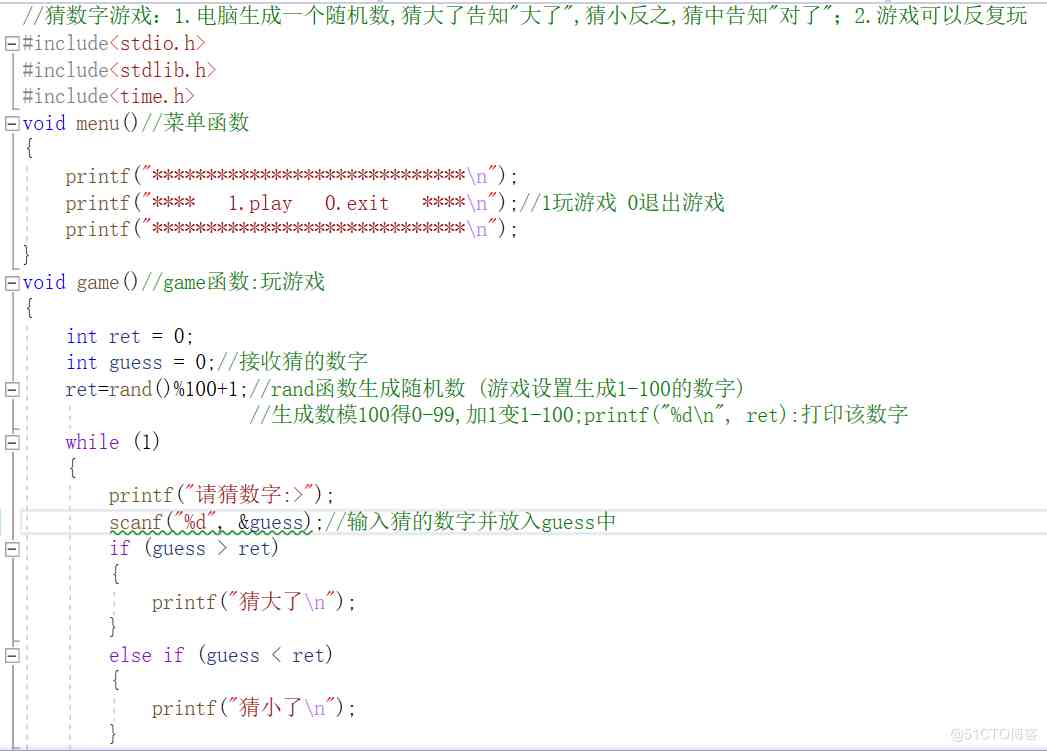 //猜数字游戏：1.电脑生成一个随机数,猜大了告知"大了",猜小反之,猜中告知"对了"；2.游戏可以反复玩
#include<stdio.h>
#include<stdlib.h>
#include<time.h>
void menu()//菜单函数
{
    printf("*****************************\n");
    printf("****   1.play   0.exit   ****\n");//1玩游戏 0退出游戏
    printf("*****************************\n");
}
void game()//game函数:玩游戏
{
    int ret = 0;
    int guess = 0;//接收猜的数字
    ret=rand()%100+1;//rand函数生成随机数 (游戏设置生成1-100的数字)
                     //生成数模100得0-99,加1变1-100;printf("%d\n", ret):打印该数字
    while (1)
    {
        printf("请猜数字:>");
        scanf("%d", &guess);//输入猜的数字并放入guess中
        if (guess > ret)
        {
            printf("猜大了\n");
        }
        else if (guess < ret)
        {
            printf("猜小了\n");
        }
@51CTO博客